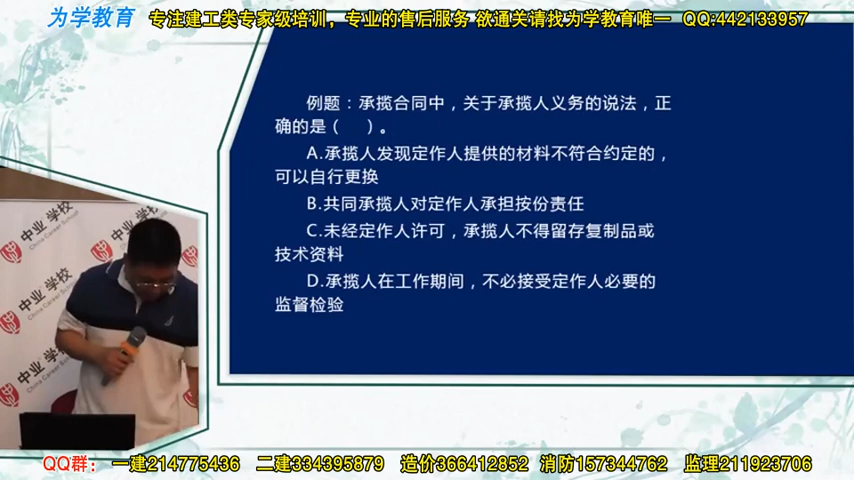 为学教育 专注建工类专家级培训，专业的售后服务 欲通关请找为学教育唯一 QQ:442133957
例题：承揽合同中，关于承揽人义务的说法，正
确的是（ ）。
A.承揽人发现定作人提供的材料不符合约定的，
可以自行更换
B.共同承揽人对定作人承担按份责任
C.未经定作人许可，承揽人不得留存复制品或
技术资料
D.承揽人在工作期间，不必接受定作人必要的
监督检验
中业 学校
China Career School
中业 学校
China Career School
中业 学校
QQ群： 一建214775436 二建334395879 造价366412852 消防157344762 监理211923706